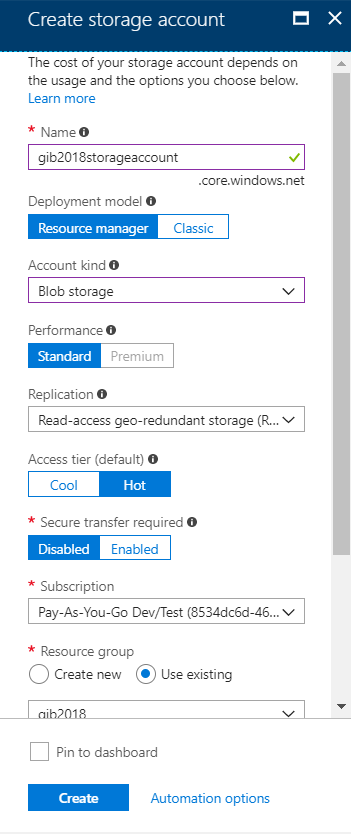 Create storage account
The cost of your storage account depends on
the usage and the options you choose below.
Learn more
* Name
gib2018storageaccount
.core.windows.net
Deployment model
Resource manager Classic
Account kind
Blob storage
Performance
Standard Premium
Replication
Read-access geo-redundant storage (R...
Access tier (default)
Cool Hot
* Secure transfer required
Disabled Enabled
* Subscription
Pay-As-You-Go Dev/Test (8534dc6d-46...
* Resource group
Create new Use existing
gib2018
Pin to dashboard
Create Automation options